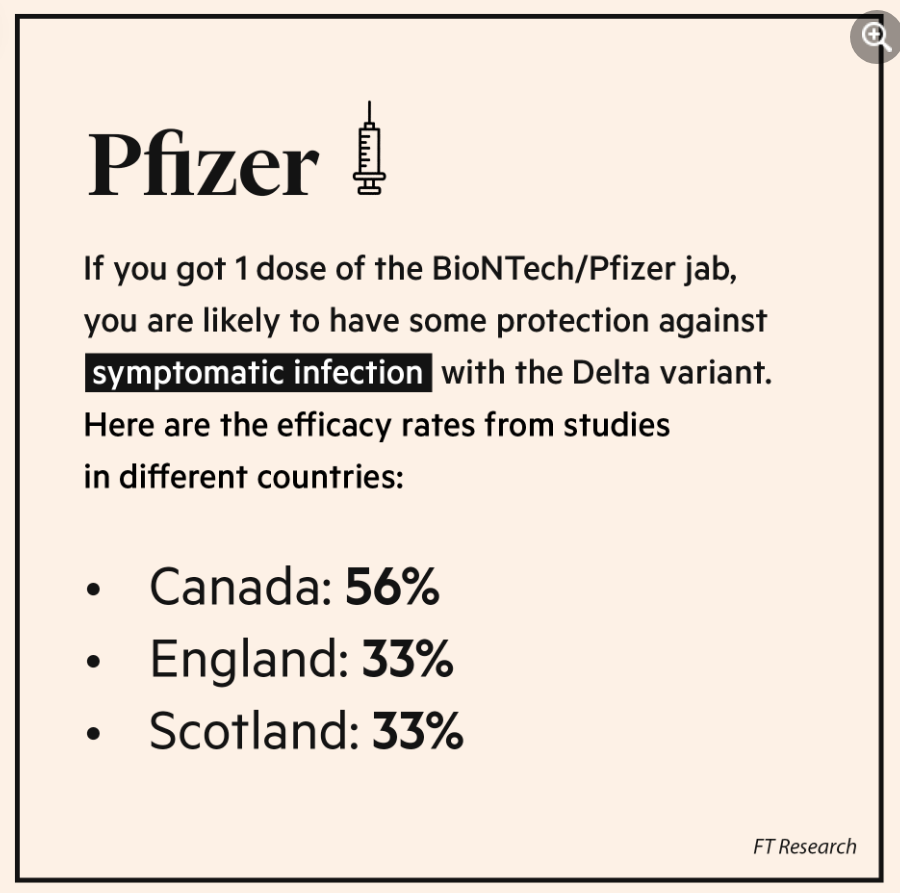 Pfizer
If you got 1 dose of the BioNTech/Pfizer jab,
you are likely to have some protection against
symptomatic infection with the Delta variant.
Here are the efficacy rates from studies
in different countries:
• Canada: 56%
• England: 33%
• Scotland: 33%
FT Research